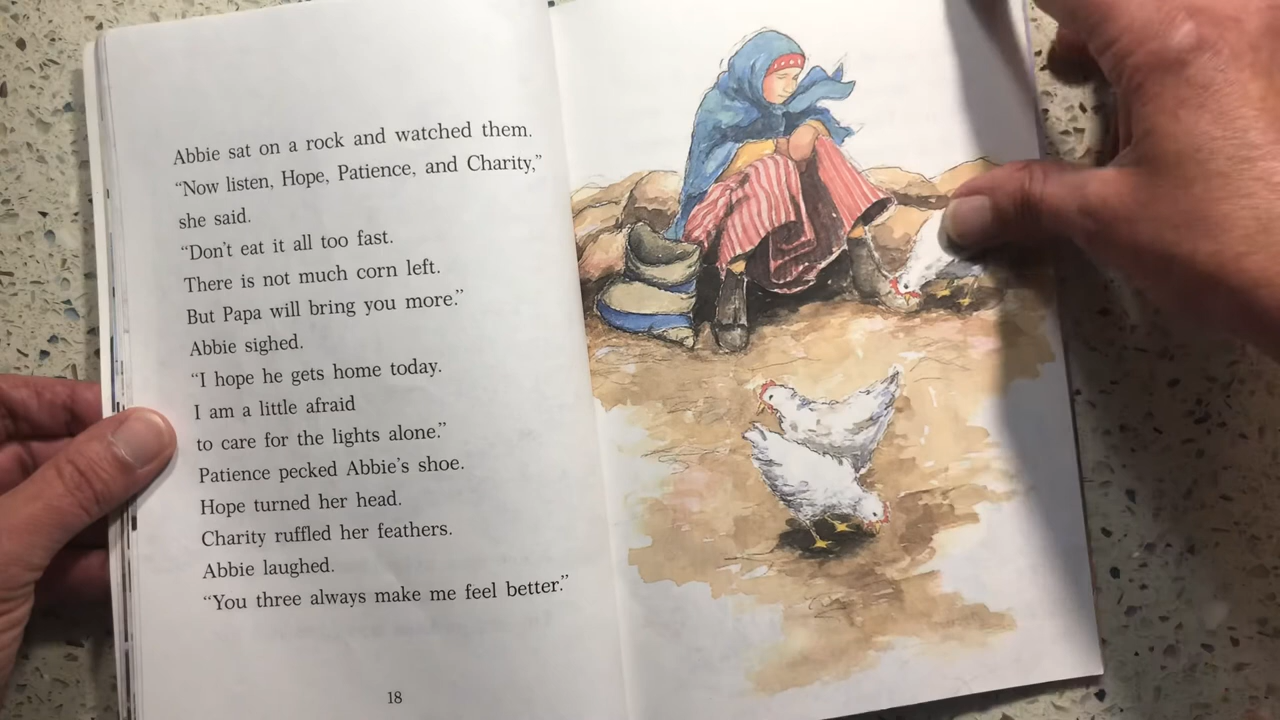 Abbie sat on a rock and watched them.
“Now listen, Hope, Patience, and Charity,”
she said.
“Don't eat it all too fast.
There is not much corn left.
But Papa will bring you more.”
Abbie sighed.
“I hope he gets home today.
I am a little afraid
to care for the lights alone.”
Patience pecked Abbie's shoe.
Hope turned her head.
Charity ruffled her feathers.
Abbie laughed.
“You three always make me feel better.”
18